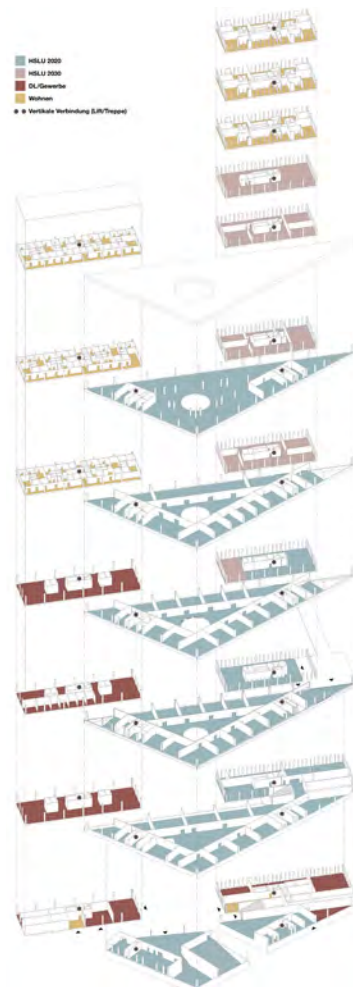 HSLU 2020
HSLU 2030
DL/Gewerbe
Wohnen
Vertikale Verbindung (Lift/Treppe)